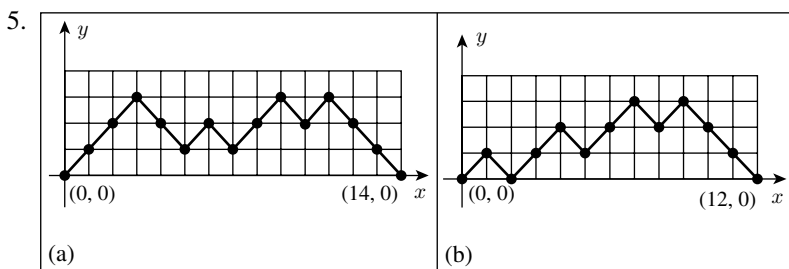 5.
y
(0, 0)
(14, 0)
x
(a)
y
(0, 0)
(12, 0)
x
(b)